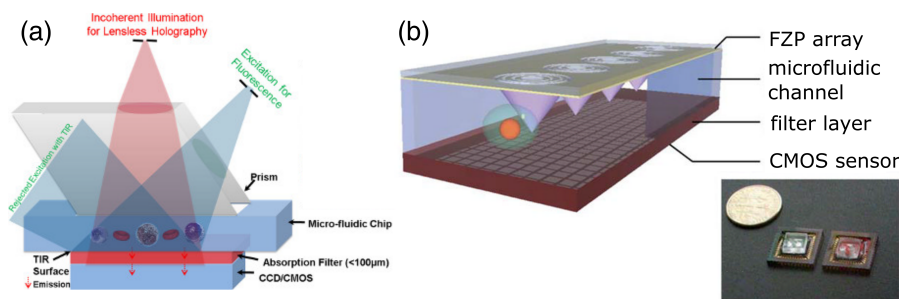 (a)
Incoherent Illumination
for Lensless Holography
Excitation for
Fluorescence
Rejected Excitation with TIR
Prism
Micro-fluidic Chip
TIR
Surface
Absorption Filter (<100μm)
CCD/CMOS
Emission
(b)
FZP array
microfluidic
channel
filter layer
CMOS sensor